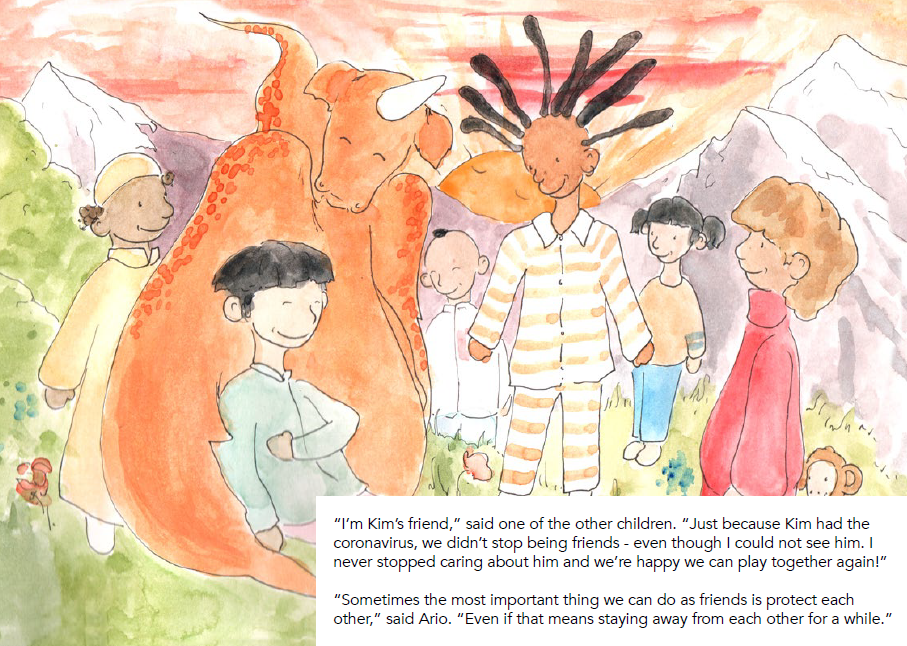 “I’m Kim’s friend,” said one of the other children. “Just because Kim had the
coronavirus, we didn’t stop being friends - even though I could not see him. I
never stopped caring about him and we’re happy we can play together again!”
“Sometimes the most important thing we can do as friends is protect each
other,” said Ario. “Even if that means staying away from each other for a while.”